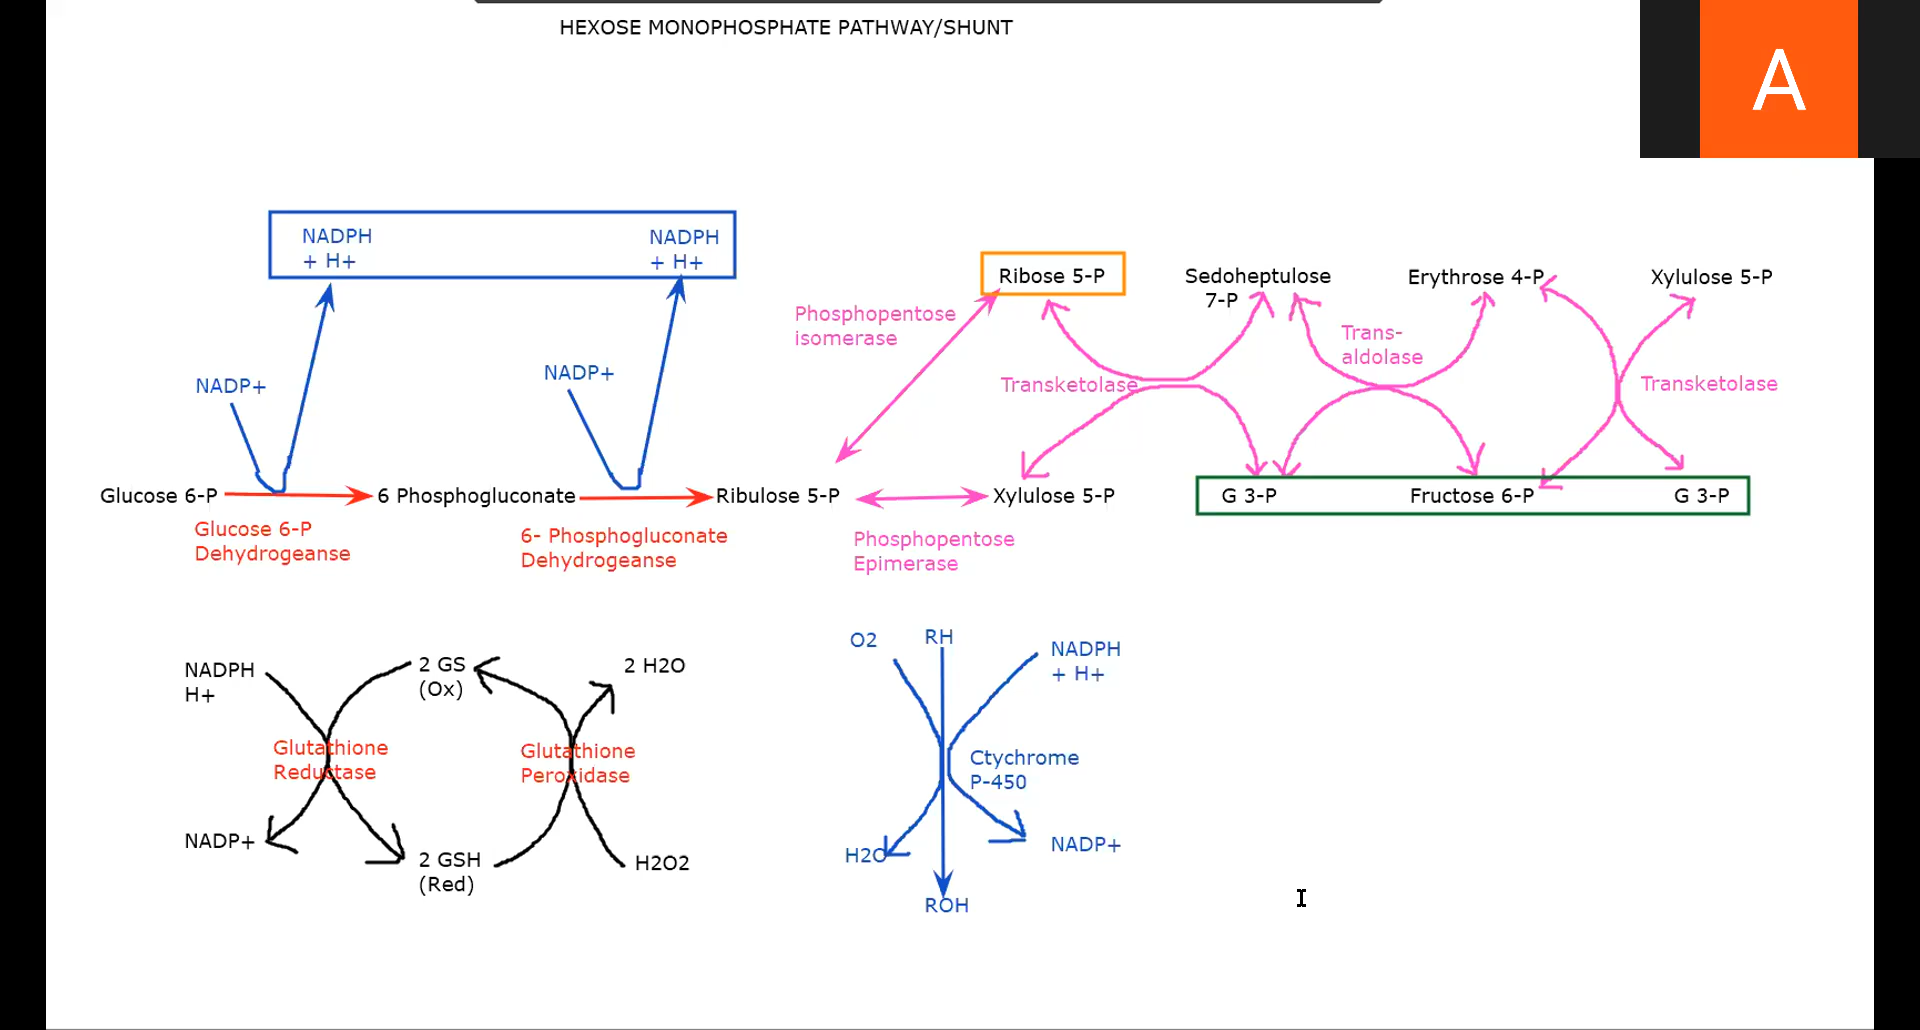 HEXOSE MONOPHOSPHATE PATHWAY/SHUNT
A
NADPH
+ H+
NADPH
+ H+
NADP+
NADP+
Glucose 6-P
6 Phosphogluconate
Ribulose 5-P
Xylulose 5-P
Glucose 6-P
Dehydrogeanse
6- Phosphogluconate
Dehydrogeanse
Phosphopentose
isomerase
Phosphopentose
Epimerase
Ribose 5-P
Sedoheptulose
7-P
Erythrose 4-P
Xylulose 5-P
Transketolase
Trans-
aldolase
Transketolase
G 3-P
Fructose 6-P
G 3-P
NADPH
H+
2 GS
(Ox)
2 H2O
Glutathione
Reductase
Glutathione
Peroxidase
NADP+
2 GSH
(Red)
H2O2
O2
RH
NADPH
+ H+
Ctychrome
P-450
H2O
NADP+
ROH